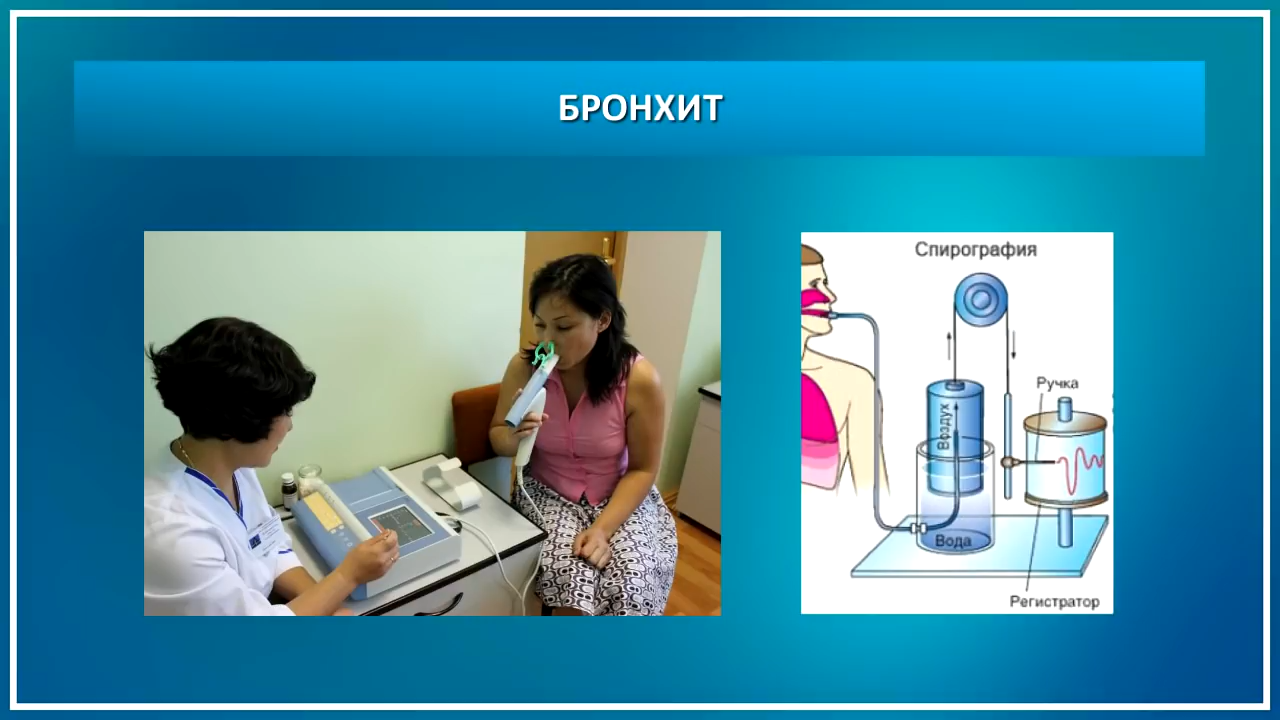 БРОНХИТ
Спирография
Ручка
Воздух
Вода
Регистратор